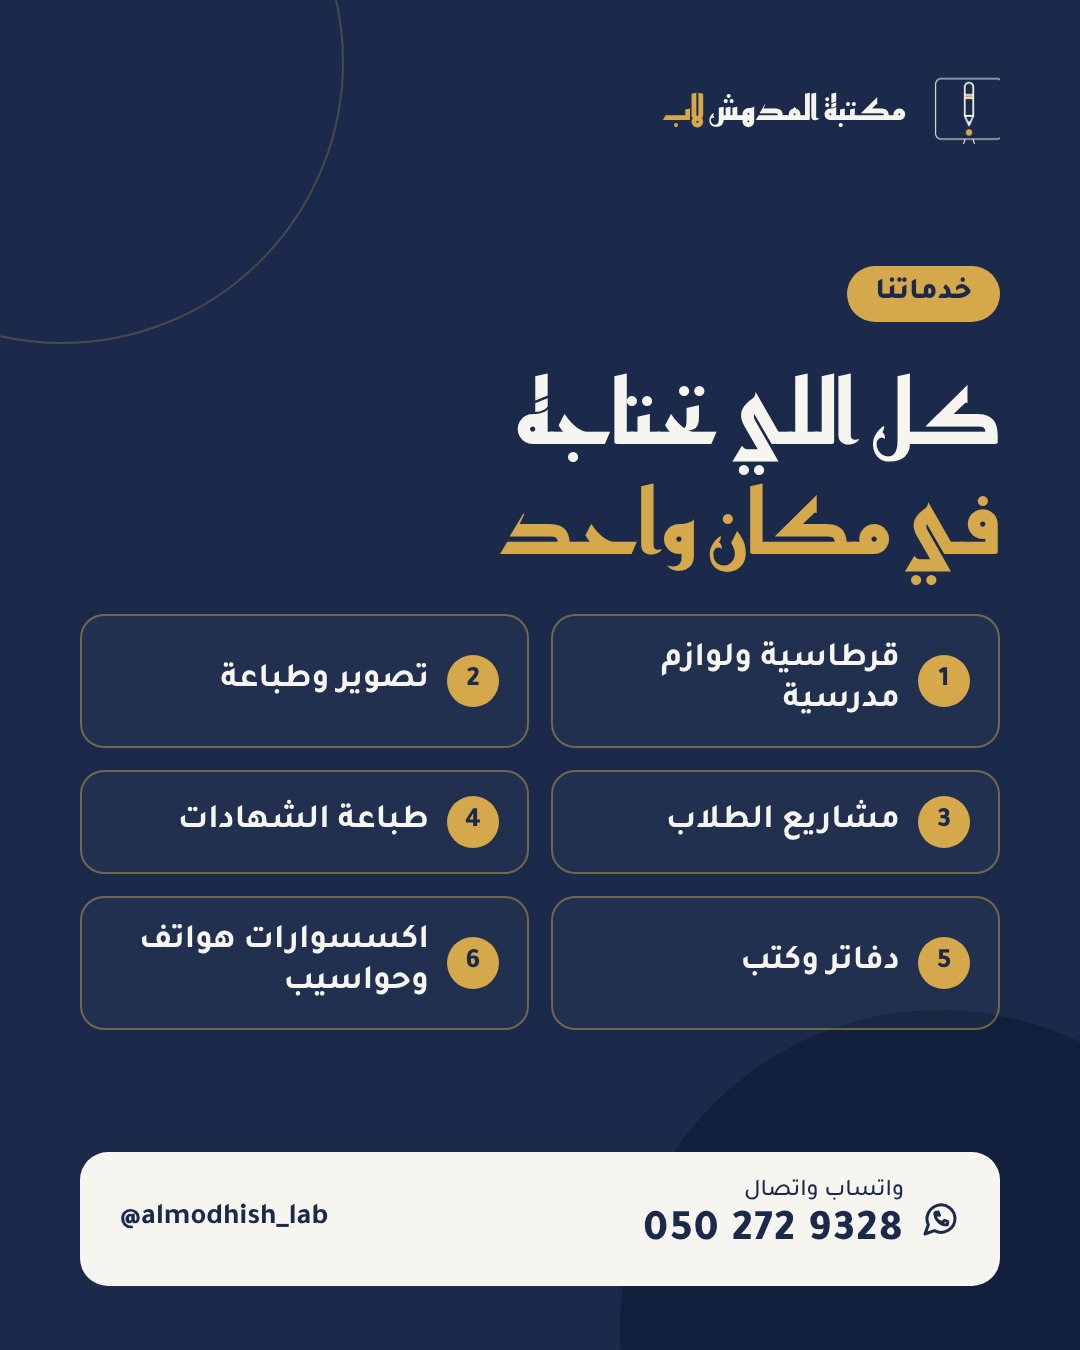 مكتبة المدهش لاب
خدماتنا
كل اللي تحتاجه
في مكان واحد
1
قرطاسية ولوازم
مدرسية
2
تصوير وطباعة
3
مشاريع الطلاب
4
طباعة الشهادات
5
دفاتر وكتب
6
اكسسوارات هواتف
وحواسيب
واتساب واتصال
050 272 9328
@almodhish_lab